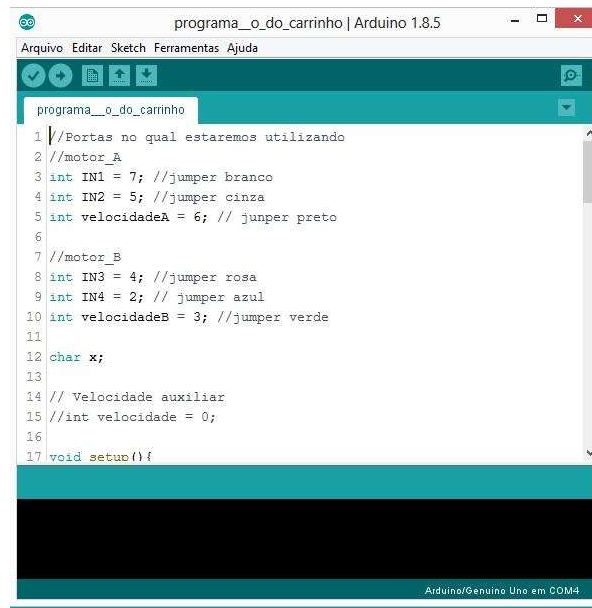 programa__o_do_carrinho | Arduino 1.8.5
Arquivo Editar Sketch Ferramentas Ajuda
programa__o_do_carrinho
1 //Portas no qual estaremos utilizando
2 //motor_A
3 int IN1 = 7; //jumper branco
4 int IN2 = 5; //jumper cinza
5 int velocidadeA = 6; // junper preto
6
7 //motor_B
8 int IN3 = 4; //jumper rosa
9 int IN4 = 2; // jumper azul
10 int velocidadeB = 3; //jumper verde
11
12 char x;
13
14 // Velocidade auxiliar
15 //int velocidade = 0;
16
17 void setup(){
Arduino/Genuino Uno em COM4